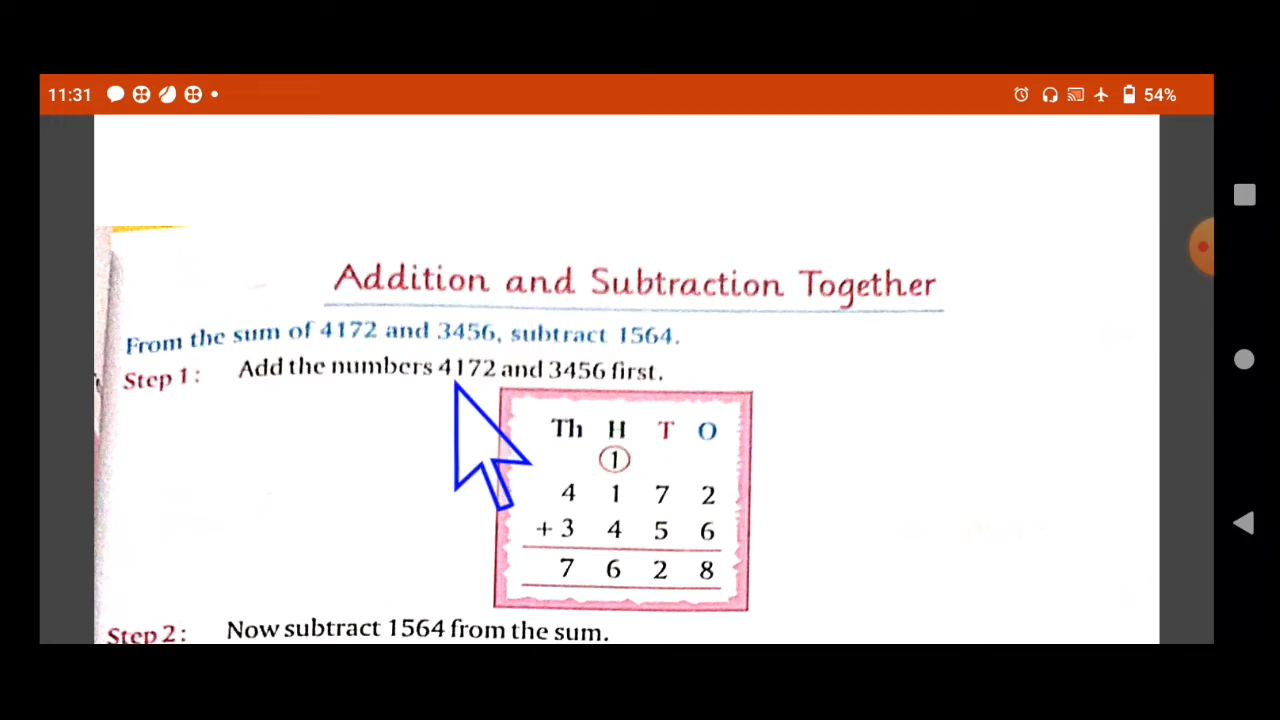 11:31 54%
Addition and Subtraction Together
From the sum of 4172 and 3456, subtract 1564.
Step 1: Add the numbers 4172 and 3456 first.
Th H T O
1
4 1 7 2
+ 3 4 5 6
7 6 2 8
Step 2: Now subtract 1564 from the sum.